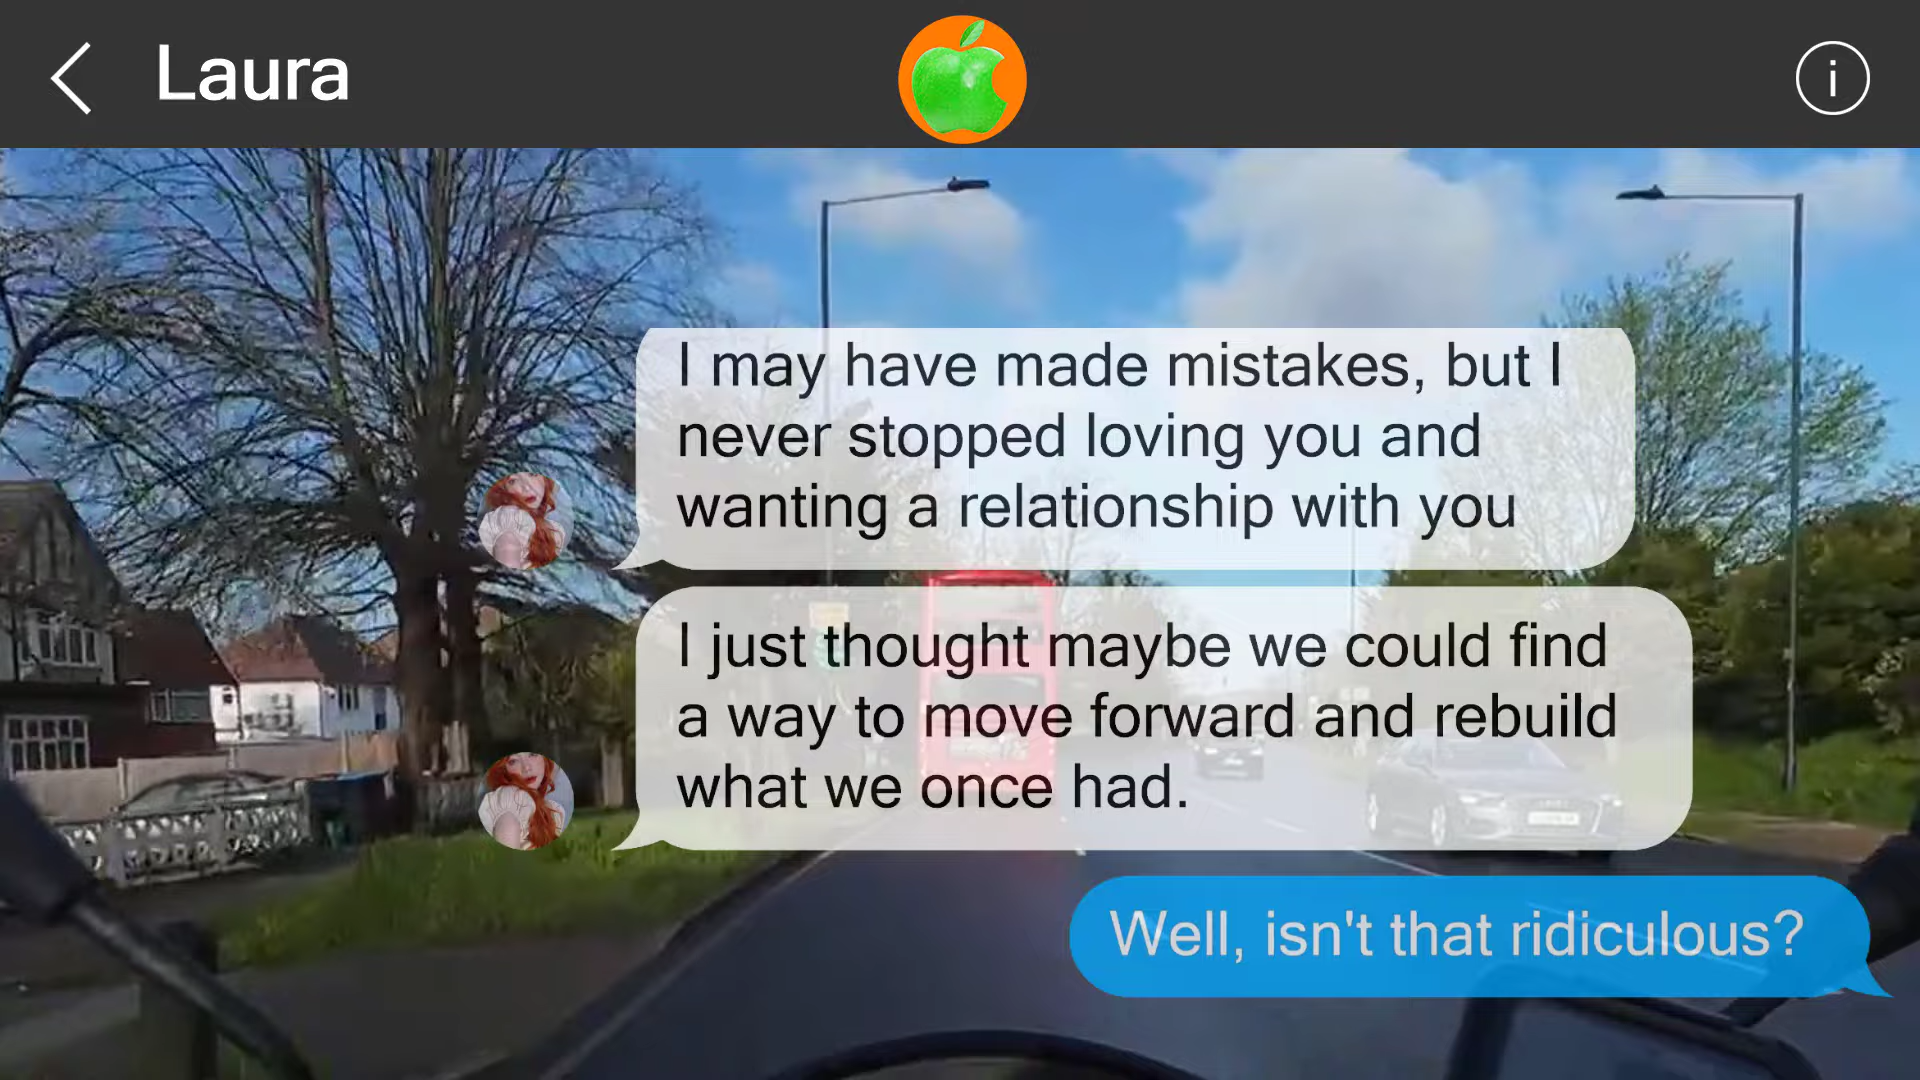 Laura
I may have made mistakes, but I
never stopped loving you and
wanting a relationship with you
I just thought maybe we could find
a way to move forward and rebuild
what we once had.
Well, isn't that ridiculous?